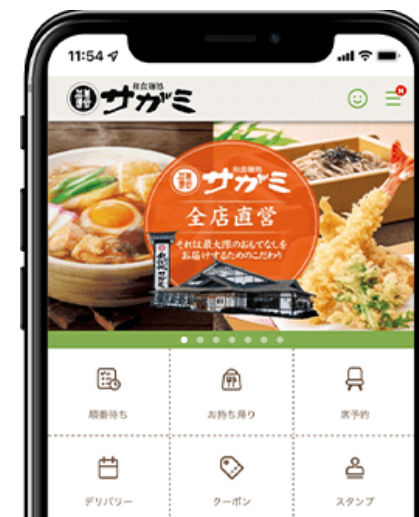 11:54
和食麺処
サガミ
和食麺処
サガミ
全店直営
それは最大限のおもてなしを
お届けするためのこだわり
順番待ち
お持ち帰り
席予約
デリバリー
クーポン
スタンプ